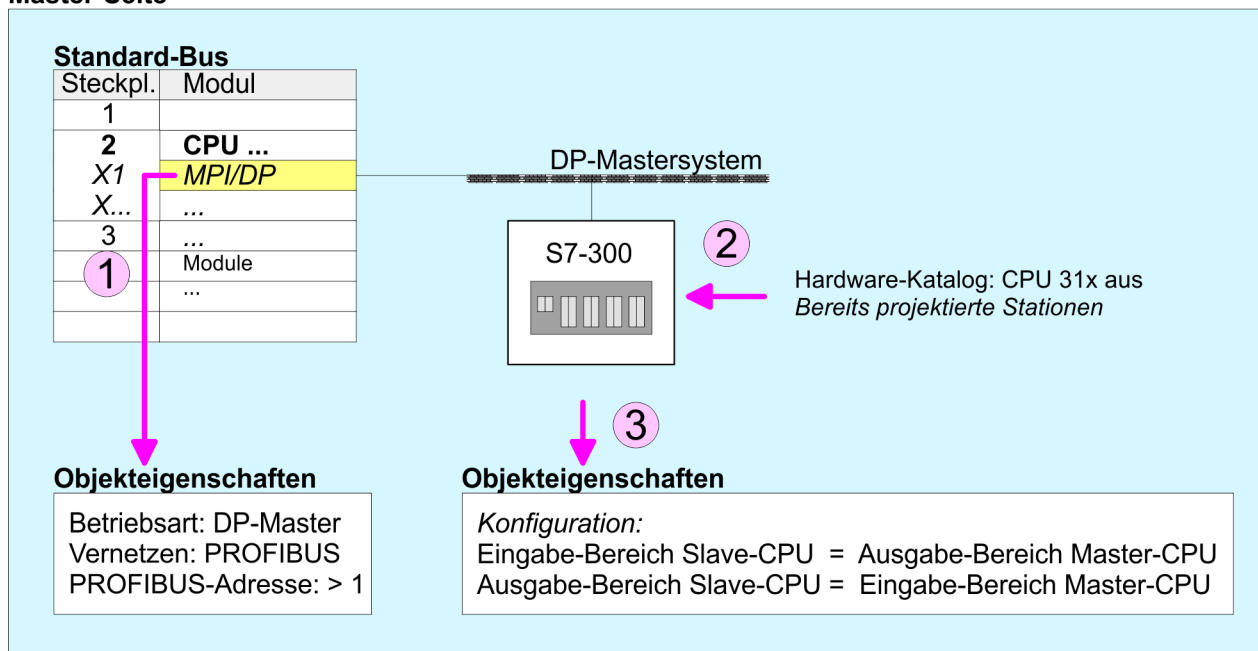 Standard-Bus
Steckpl. Modul
1
2 CPU ...
X1 MPI/DP
X... ...
3 ...
Module
...
1
DP-Mastersystem
S7-300
2
Hardware-Katalog: CPU 31x aus
Bereits projektierte Stationen
3
Objekteigenschaften
Betriebsart: DP-Master
Vernetzen: PROFIBUS
PROFIBUS-Adresse: > 1
Objekteigenschaften
Konfiguration:
Eingabe-Bereich Slave-CPU = Ausgabe-Bereich Master-CPU
Ausgabe-Bereich Slave-CPU = Eingabe-Bereich Master-CPU